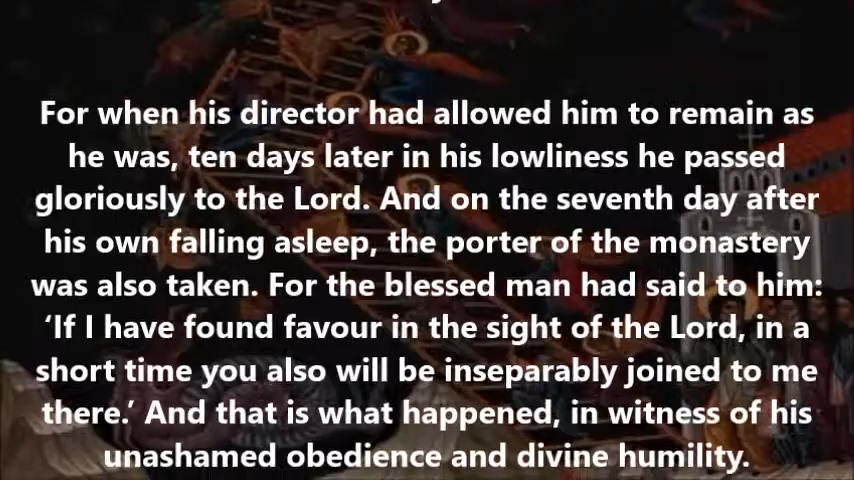 For when his director had allowed him to remain as
he was, ten days later in his lowliness he passed
gloriously to the Lord. And on the seventh day after
his own falling asleep, the porter of the monastery
was also taken. For the blessed man had said to him:
‘If I have found favour in the sight of the Lord, in a
short time you also will be inseparably joined to me
there.’ And that is what happened, in witness of his
unashamed obedience and divine humility.